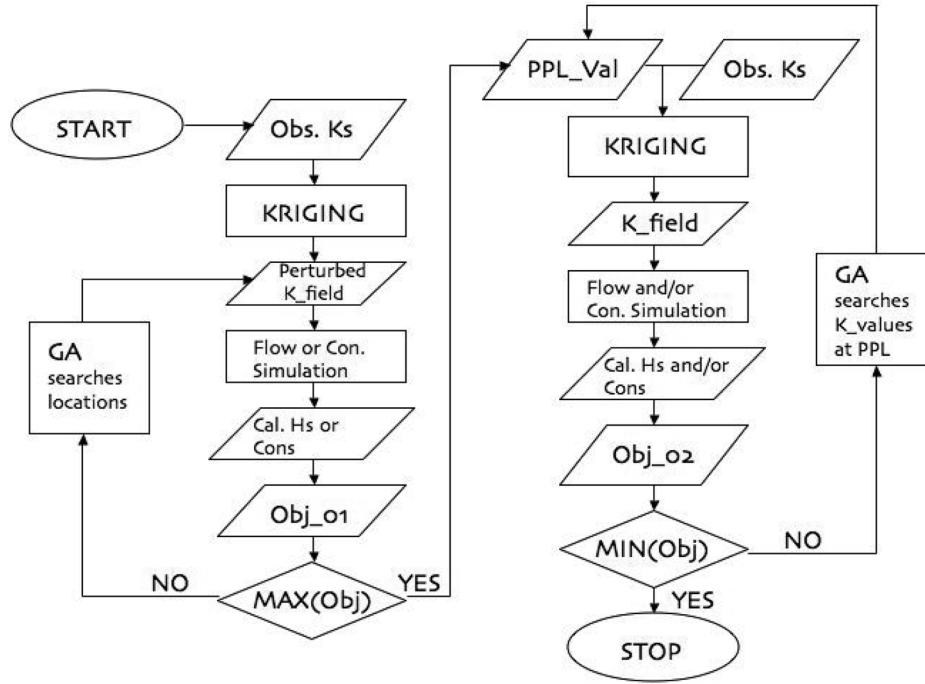 START
Obs. Ks
KRIGING
Perturbed
K_field
Flow or Con.
Simulation
Cal. Hs or
Cons
Obj_01
MAX(Obj)
NO
YES
GA
searches
locations
PPL_Val
Obs. Ks
KRIGING
K_field
Flow and/or
Con. Simulation
Cal. Hs and/or
Cons
Obj_02
MIN(Obj)
NO
YES
STOP
GA
searches
K_values
at PPL